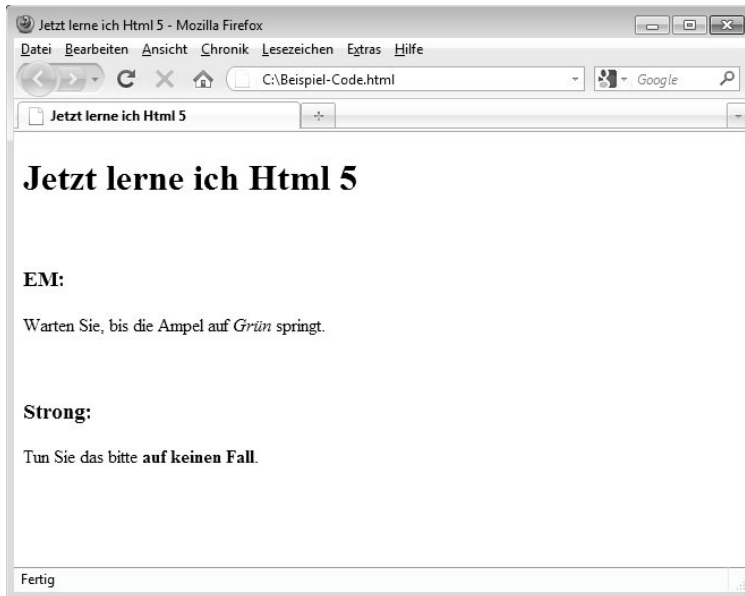 Jetzt lerne ich Html 5 - Mozilla Firefox
Datei Bearbeiten Ansicht Chronik Lesezeichen Extras Hilfe
C:\Beispiel-Code.html Google
Jetzt lerne ich Html 5
Jetzt lerne ich Html 5
EM:
Warten Sie, bis die Ampel auf Grün springt.
Strong:
Tun Sie das bitte auf keinen Fall.
Fertig